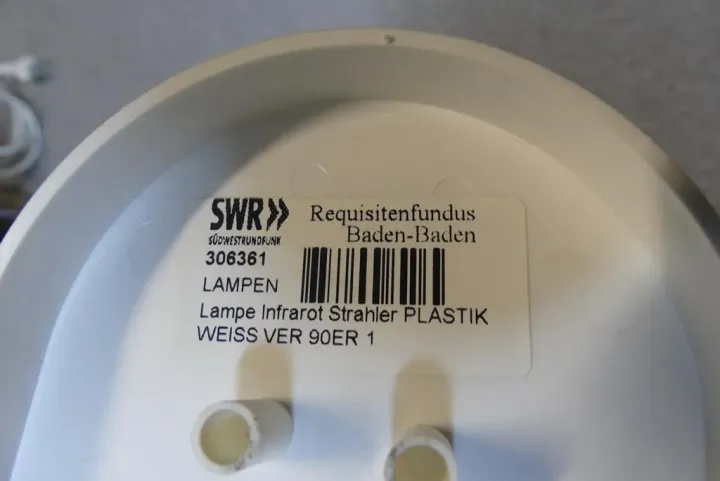 SWR>> Requisitenfundus
SÜDWESTRUNDFUNK Baden-Baden
306361
LAMPEN
Lampe Infrarot Strahler PLASTIK
WEISS VER 90ER 1